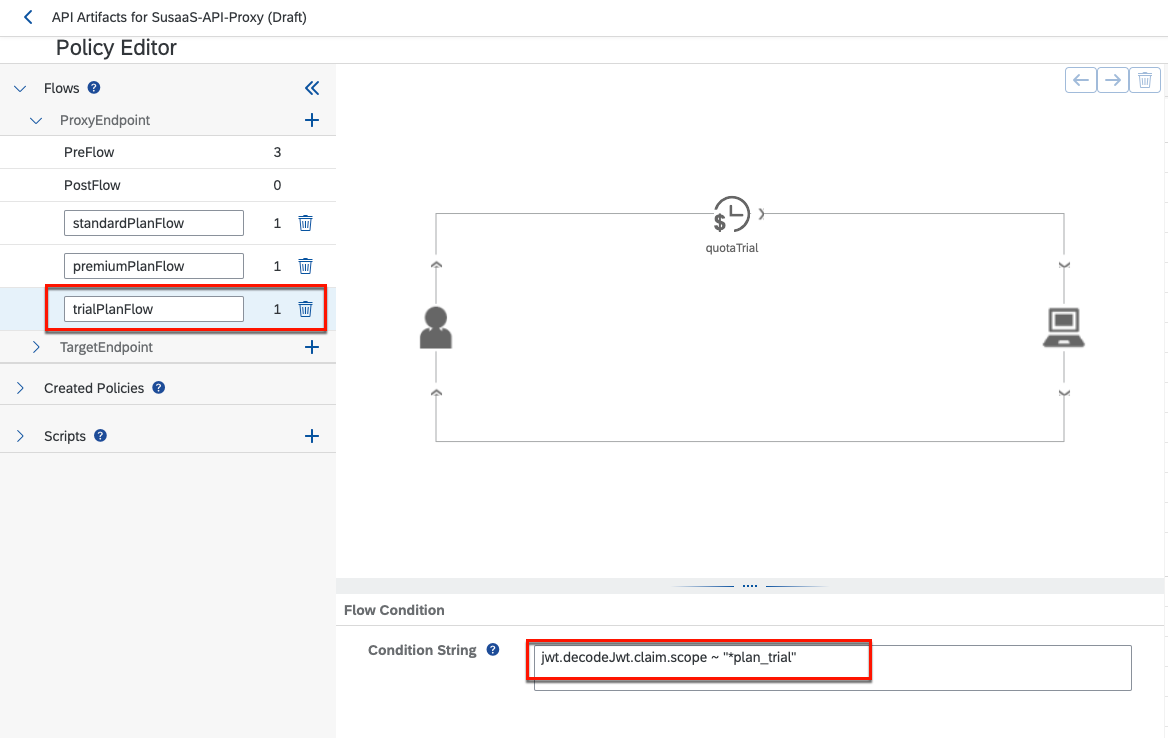 API Artifacts for SusaaS-API-Proxy (Draft)
Policy Editor
Flows ?
ProxyEndpoint
PreFlow 3
PostFlow 0
standardPlanFlow 1
premiumPlanFlow 1
trialPlanFlow 1
TargetEndpoint
Created Policies ?
Scripts ?
$
quotaTrial
Flow Condition
Condition String ?
jwt.decodeJwt.claim.scope ~ "*plan_trial"